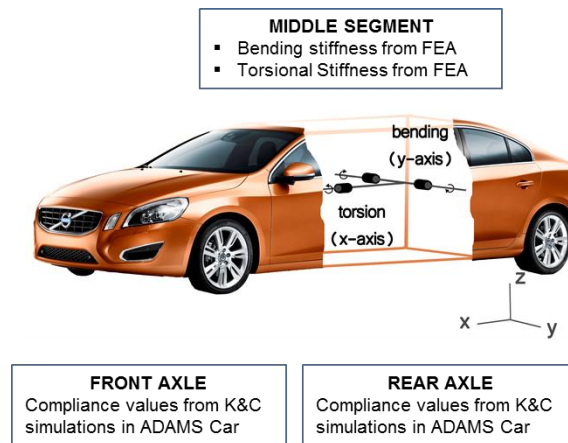 MIDDLE SEGMENT
▪ Bending stiffness from FEA
▪ Torsional Stiffness from FEA
bending
(y-axis)
torsion
(x-axis)
z
x
y
FRONT AXLE
Compliance values from K&C
simulations in ADAMS Car
REAR AXLE
Compliance values from K&C
simulations in ADAMS Car